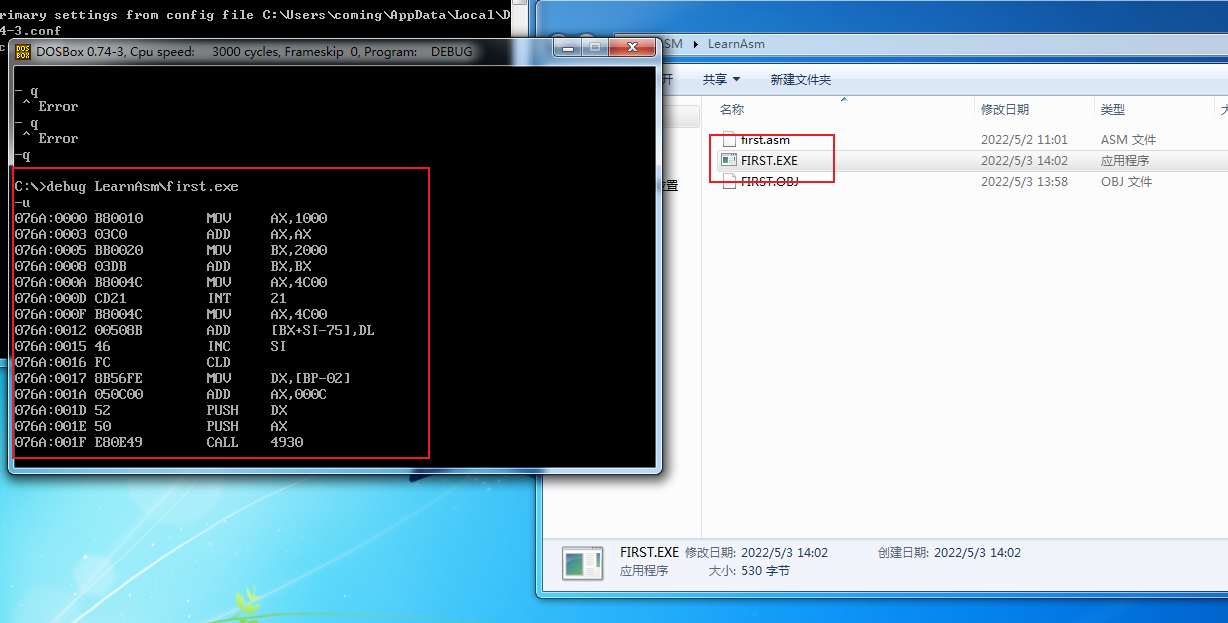 rimary settings from config file C:\Users\coming\AppData\Local\D
4-3.conf
DOSBox 0.74-3, Cpu speed: 3000 cycles, Frameskip 0, Program: DEBUG
- q
^ Error
- q
^ Error
-q
C:\>debug LearnAsm\first.exe
-u
076A:0000 B80010 MOV AX,1000
076A:0003 03C0 ADD AX,AX
076A:0005 BB0020 MOV BX,2000
076A:0008 03DB ADD BX,BX
076A:000A B8004C MOV AX,4C00
076A:000D CD21 INT 21
076A:000F B8004C MOV AX,4C00
076A:0012 00508B ADD [BX+SI-75],DL
076A:0015 46 INC SI
076A:0016 FC CLD
076A:0017 8B56FE MOV DX,[BP-02]
076A:001A 050C00 ADD AX,000C
076A:001D 52 PUSH DX
076A:001E 50 PUSH AX
076A:001F E80E49 CALL 4930
SM LearnAsm
开 共享 新建文件夹
名称 修改日期 类型
first.asm 2022/5/2 11:01 ASM 文件
FIRST.EXE 2022/5/3 14:02 应用程序
FIRST.OBJ 2022/5/3 13:58 OBJ 文件
置
FIRST.EXE 修改日期: 2022/5/3 14:02 创建日期: 2022/5/3 14:02
应用程序 大小: 530 字节